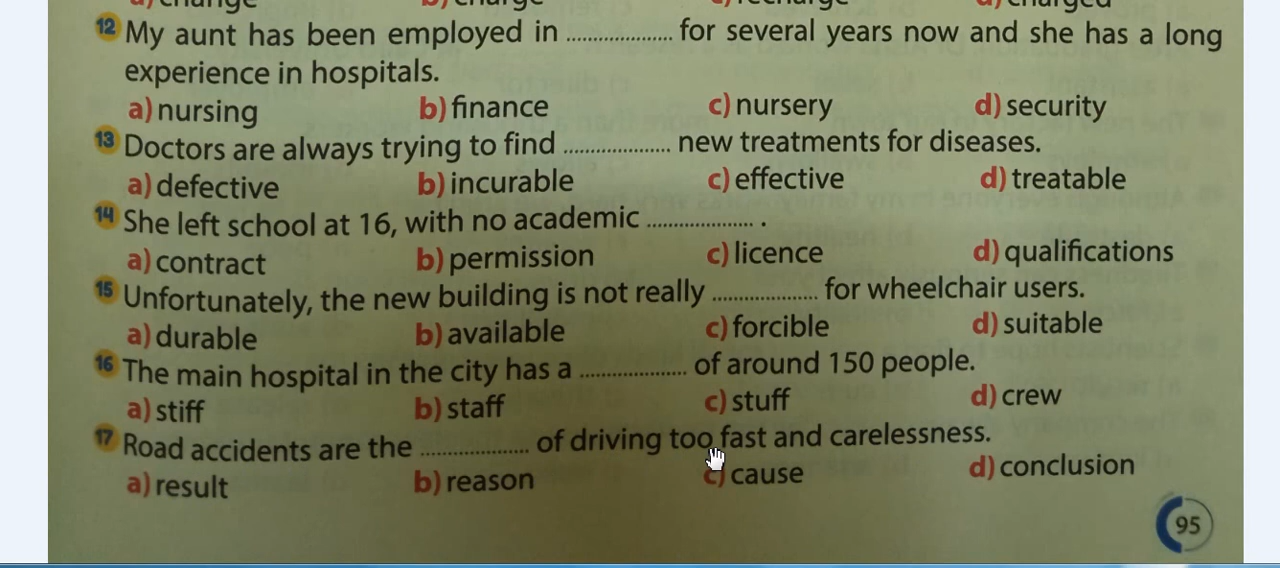 a) change b) charge c) recharge d) charged
12 My aunt has been employed in .................. for several years now and she has a long
experience in hospitals.
a) nursing b) finance c) nursery d) security
13 Doctors are always trying to find .................. new treatments for diseases.
a) defective b) incurable c) effective d) treatable
14 She left school at 16, with no academic .................. .
a) contract b) permission c) licence d) qualifications
15 Unfortunately, the new building is not really .................. for wheelchair users.
a) durable b) available c) forcible d) suitable
16 The main hospital in the city has a .................. of around 150 people.
a) stiff b) staff c) stuff d) crew
17 Road accidents are the .................. of driving too fast and carelessness.
a) result b) reason c) cause d) conclusion
95